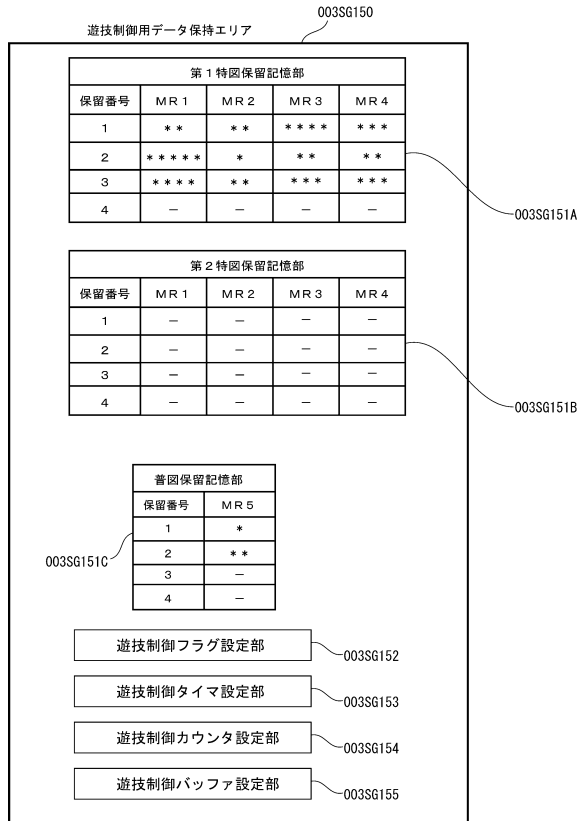 003SG150
遊技制御用データ保持エリア
第1特図保留記憶部
保留番号 MR1 MR2 MR3 MR4
1 ** ** **** ***
2 ***** * ** **
3 **** ** *** ***
4 − − − −
003SG151A
第2特図保留記憶部
保留番号 MR1 MR2 MR3 MR4
1 − − − −
2 − − − −
3 − − − −
4 − − − −
003SG151B
普図保留記憶部
保留番号 MR5
1 *
2 **
3 −
4 −
003SG151C
遊技制御フラグ設定部
003SG152
遊技制御タイマ設定部
003SG153
遊技制御カウンタ設定部
003SG154
遊技制御バッファ設定部
003SG155